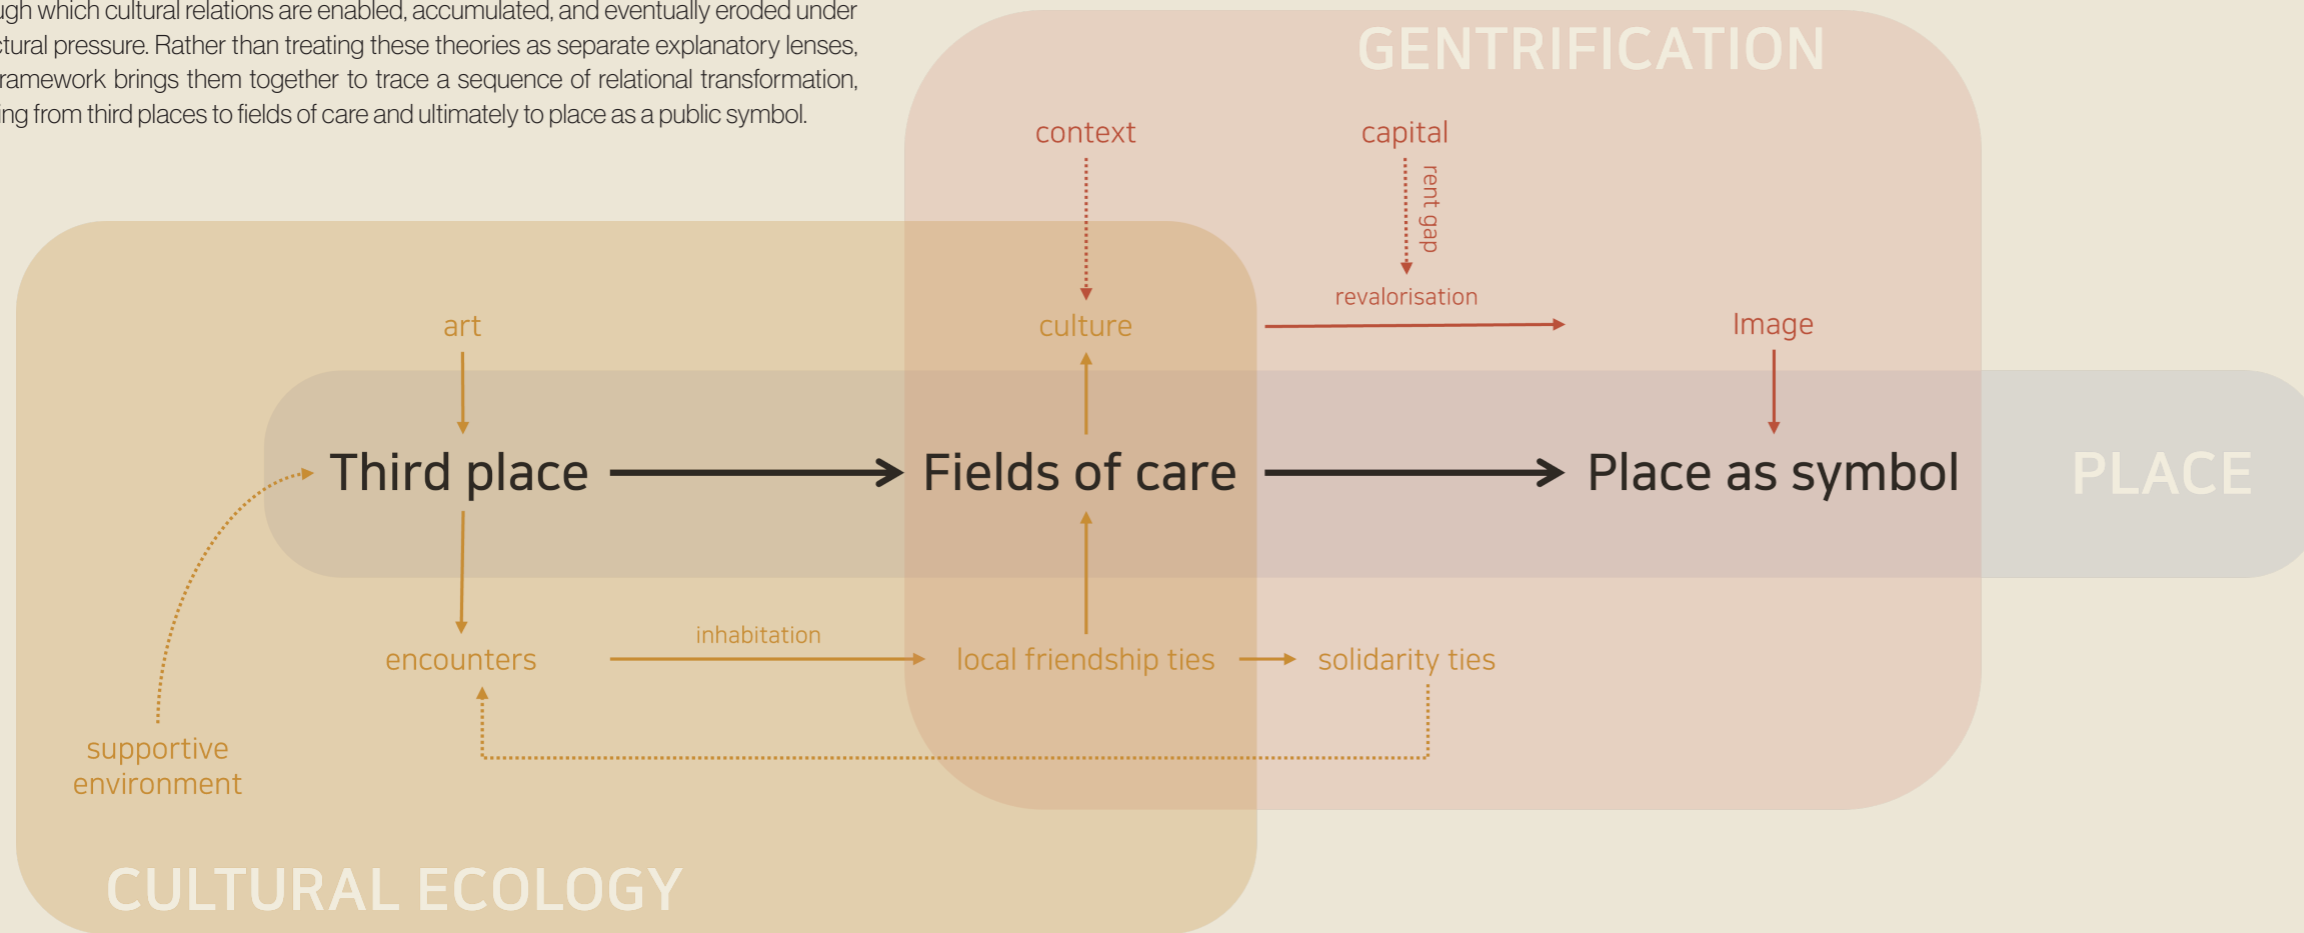 ugh which cultural relations are enabled, accumulated, and eventually eroded under
ctural pressure. Rather than treating these theories as separate explanatory lenses,
ramework brings them together to trace a sequence of relational transformation,
ing from third places to fields of care and ultimately to place as a public symbol.
GENTRIFICATION
context
capital
rent gap
revalorisation
art
culture
Image
Third place
Fields of care
Place as symbol
PLACE
inhabitation
encounters
local friendship ties
solidarity ties
supportive
environment
CULTURAL ECOLOGY